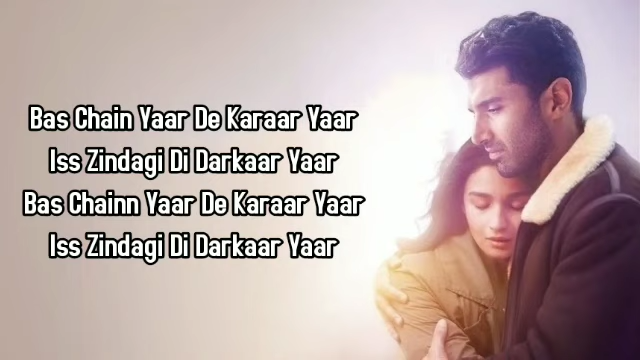 Bas Chain Yaar De Karaar Yaar
Iss Zindagi Di Darkaar Yaar
Bas Chainn Yaar De Karaar Yaar
Iss Zindagi Di Darkaar Yaar